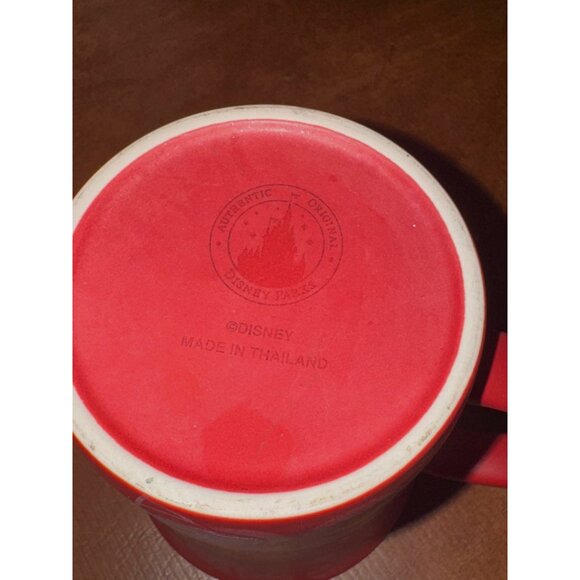 AUTHENTIC ORIGINAL
DISNEY PARKS
©DISNEY
MADE IN THAILAND